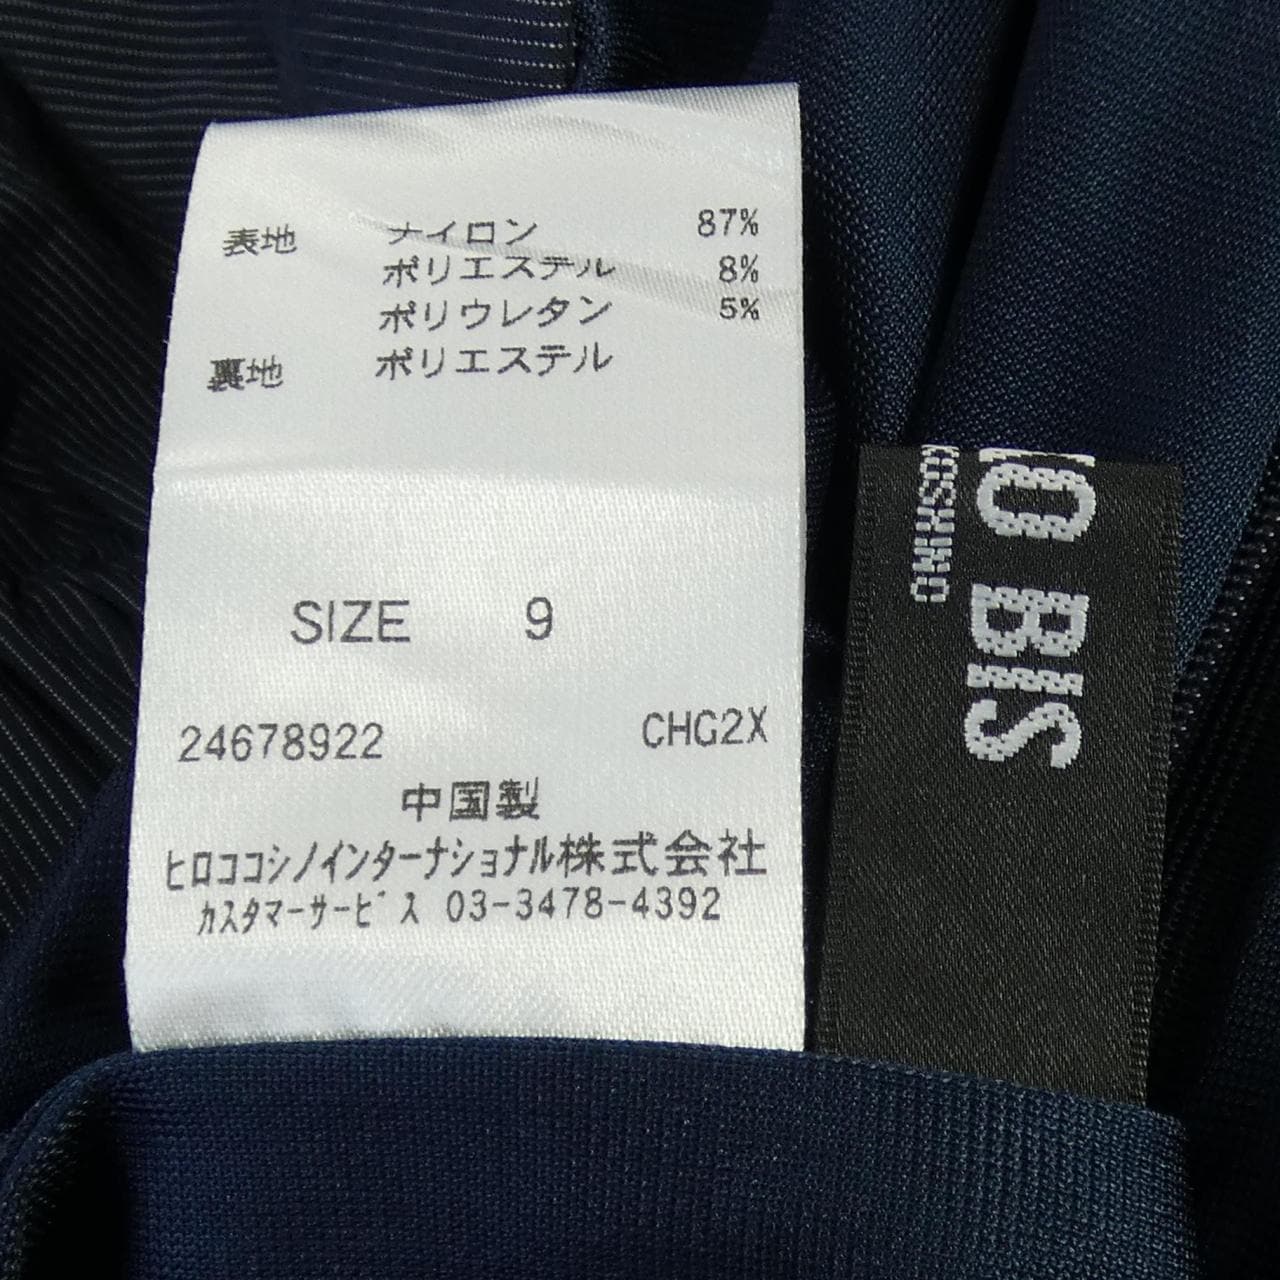 表地 ナイロン 87%
ポリエステル 8%
ポリウレタン 5%
裏地 ポリエステル
SIZE 9
24678922 CHG2X
中国製
ヒロココシノインターナショナル株式会社
カスタマーサービス 03-3478-4392
KO BIS
KOSHINO